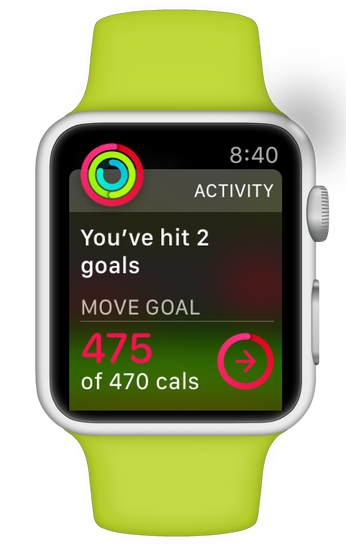 8:40
ACTIVITY
You've hit 2
goals
MOVE GOAL
475
of 470 cals